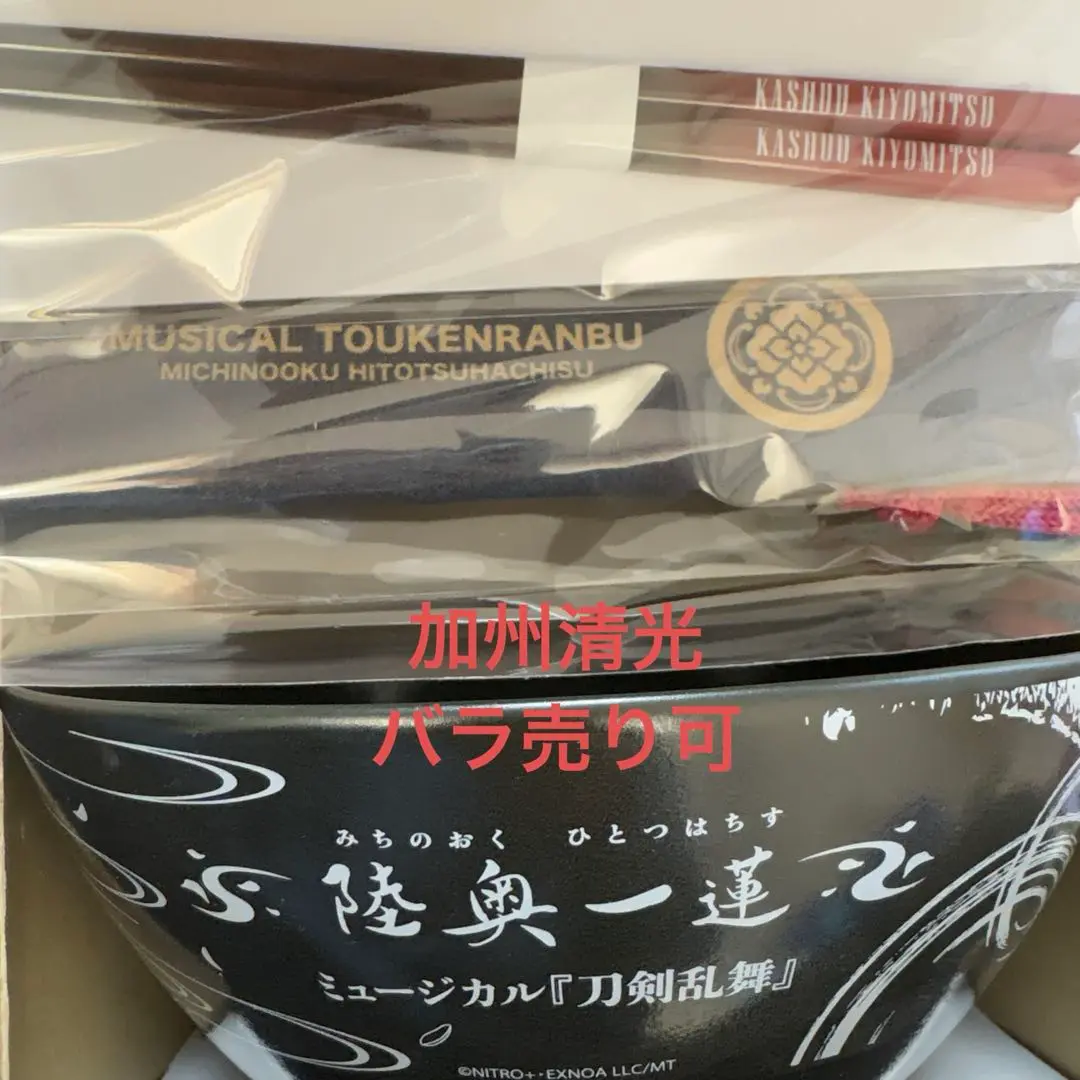 KASHUU KIYOMITSU
KASHUU KIYOMITSU
MUSICAL TOUKENRANBU
MICHINOOKU HITOTSUHACHISU
加州清光
バラ売り可
みちのおく ひとつはちす
陸奥一蓮
ミュージカル『刀剣乱舞』
©NITRO+・EXNOA LLC/MT